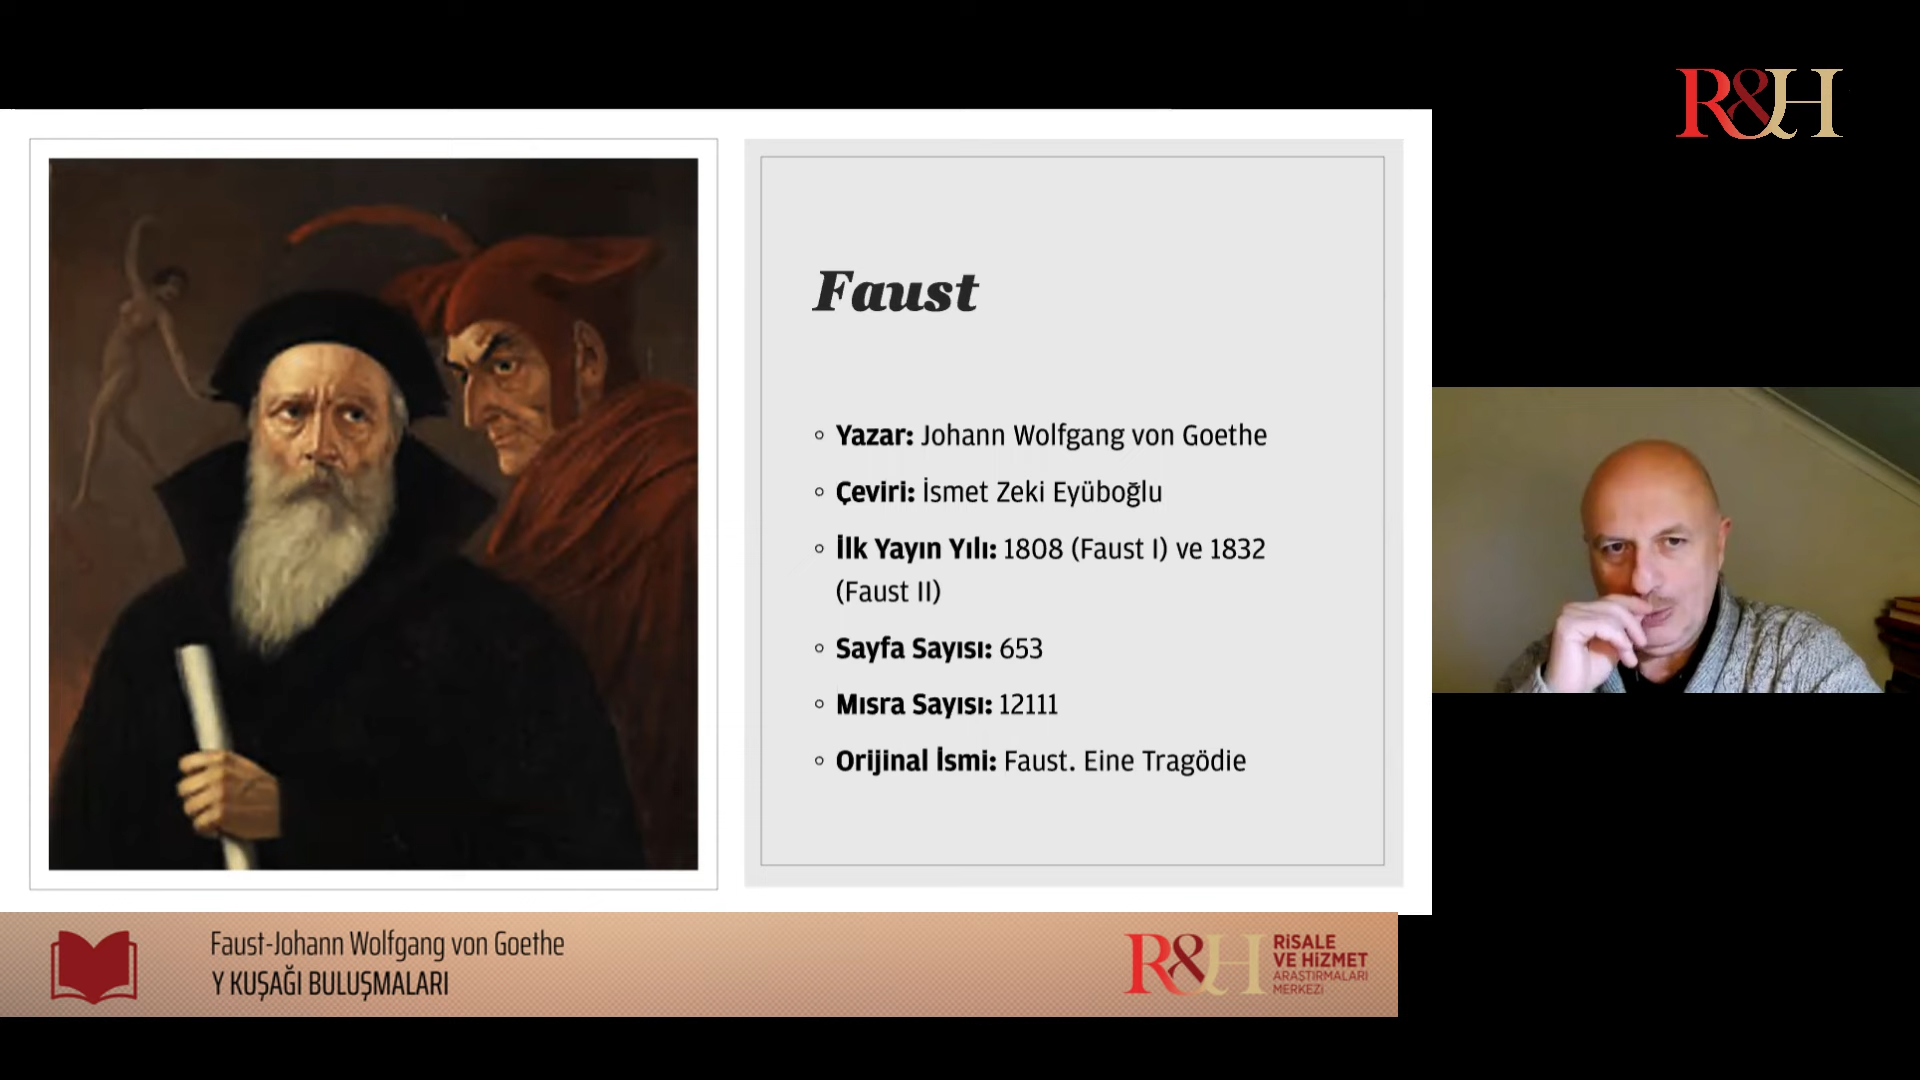 R&H
Faust
Yazar: Johann Wolfgang von Goethe
Çeviri: İsmet Zeki Eyüboğlu
İlk Yayın Yılı: 1808 (Faust I) ve 1832
(Faust II)
Sayfa Sayısı: 653
Mısra Sayısı: 12111
Orijinal İsmi: Faust. Eine Tragödie
Faust-Johann Wolfgang von Goethe
Y KUŞAĞI BULUŞMALARI
R&H
RİSALE
VE HİZMET
ARAŞTIRMALARI
MERKEZİ